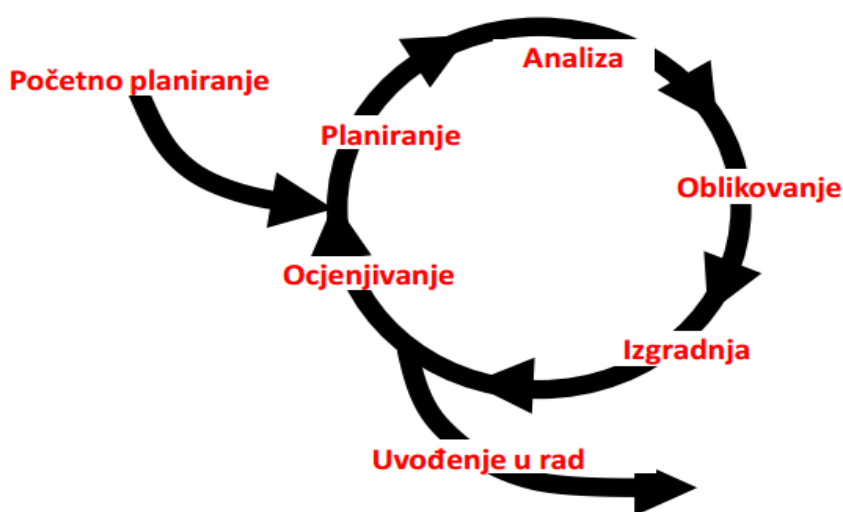 Početno planiranje
Planiranje
Analiza
Oblikovanje
Izgradnja
Ocjenjivanje
Uvođenje u rad